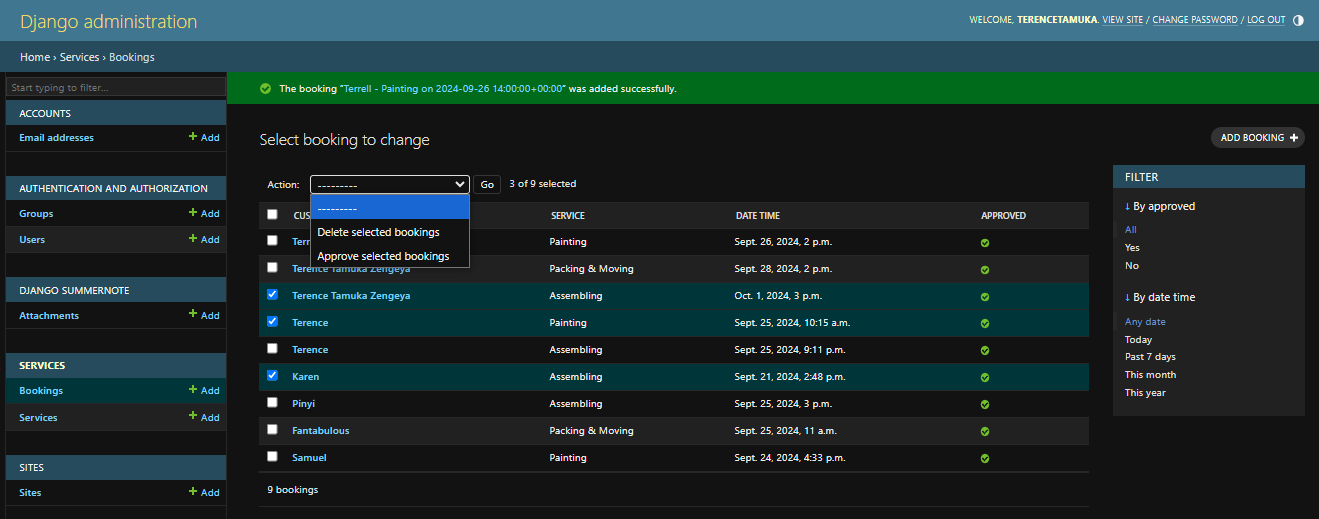 Django administration
WELCOME, TERENCETAMUKA. VIEW SITE / CHANGE PASSWORD / LOG OUT
Home › Services › Bookings
Start typing to filter...
ACCOUNTS
Email addresses + Add
AUTHENTICATION AND AUTHORIZATION
Groups + Add
Users + Add
DJANGO SUMMERNOTE
Attachments + Add
SERVICES
Bookings + Add
Services + Add
SITES
Sites + Add
The booking “Terrell - Painting on 2024-09-26 14:00:00+00:00” was added successfully.
Select booking to change
ADD BOOKING +
Action: --------- Go 3 of 9 selected
---------
Delete selected bookings
Approve selected bookings
SERVICE DATE TIME APPROVED
Painting Sept. 26, 2024, 2 p.m.
Terence Tamuka Zengeya Packing & Moving Sept. 28, 2024, 2 p.m.
Terence Tamuka Zengeya Assembling Oct. 1, 2024, 3 p.m.
Terence Painting Sept. 25, 2024, 10:15 a.m.
Terence Assembling Sept. 25, 2024, 9:11 p.m.
Karen Assembling Sept. 21, 2024, 2:48 p.m.
Pinyi Assembling Sept. 25, 2024, 3 p.m.
Fantabulous Packing & Moving Sept. 25, 2024, 11 a.m.
Samuel Painting Sept. 24, 2024, 4:33 p.m.
9 bookings
FILTER
↓ By approved
All
Yes
No
↓ By date time
Any date
Today
Past 7 days
This month
This year